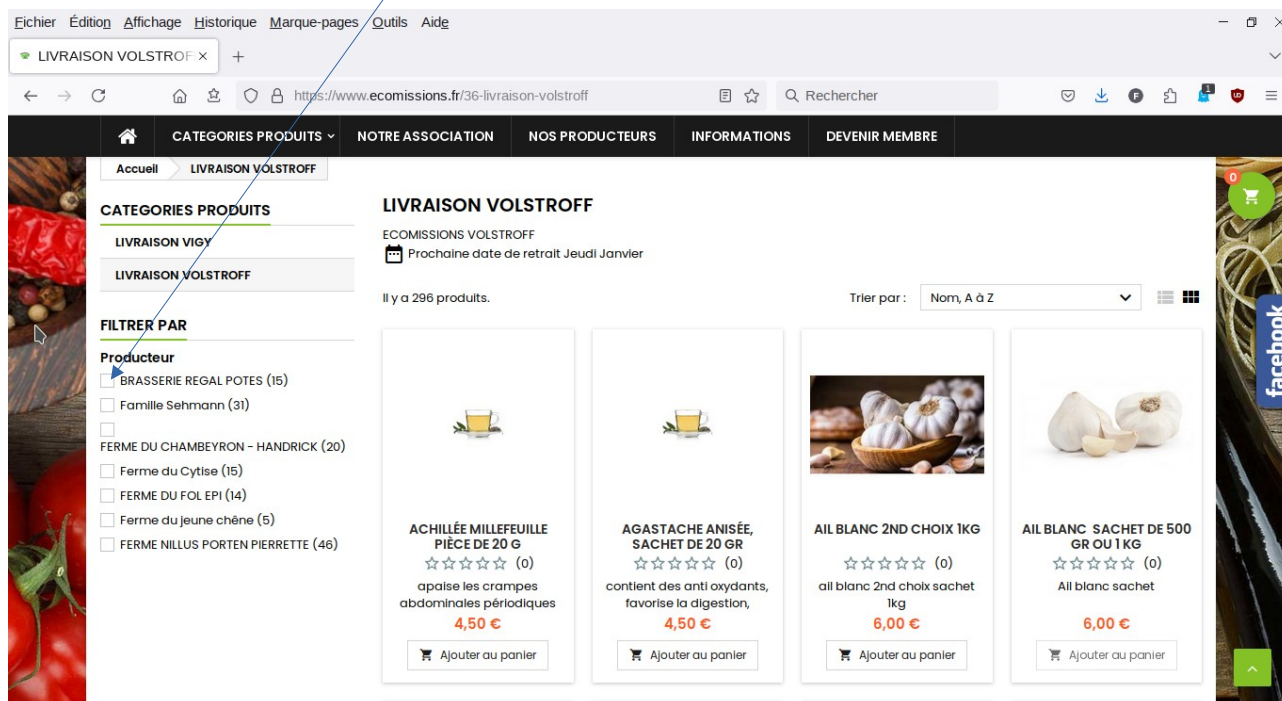 Fichier Édition Affichage Historique Marque-pages Outils Aide
LIVRAISON VOLSTROF
https://www.ecomissions.fr/36-livraison-volstroff
Rechercher
1
CATEGORIES PRODUITS
NOTRE ASSOCIATION
NOS PRODUCTEURS
INFORMATIONS
DEVENIR MEMBRE
Accueil
LIVRAISON VOLSTROFF
0
CATEGORIES PRODUITS
LIVRAISON VIGY
LIVRAISON VOLSTROFF
FILTRER PAR
Producteur
BRASSERIE REGAL POTES (15)
Famille Sehmann (31)
FERME DU CHAMBEYRON - HANDRICK (20)
Ferme du Cytise (15)
FERME DU FOL EPI (14)
Ferme du jeune chêne (5)
FERME NILLUS PORTEN PIERRETTE (46)
LIVRAISON VOLSTROFF
ECOMISSIONS VOLSTROFF
Prochaine date de retrait Jeudi Janvier
Il y a 296 produits.
Trier par :
Nom, A à Z
facebook
ACHILLÉE MILLEFEUILLE
PIÈCE DE 20 G
(0)
apaise les crampes
abdominales périodiques
4,50 €
Ajouter au panier
AGASTACHE ANISÉE,
SACHET DE 20 GR
(0)
contient des anti oxydants,
favorise la digestion,
4,50 €
Ajouter au panier
AIL BLANC 2ND CHOIX 1KG
(0)
ail blanc 2nd choix sachet
1kg
6,00 €
Ajouter au panier
AIL BLANC SACHET DE 500
GR OU 1 KG
(0)
Ail blanc sachet
6,00 €
Ajouter au panier